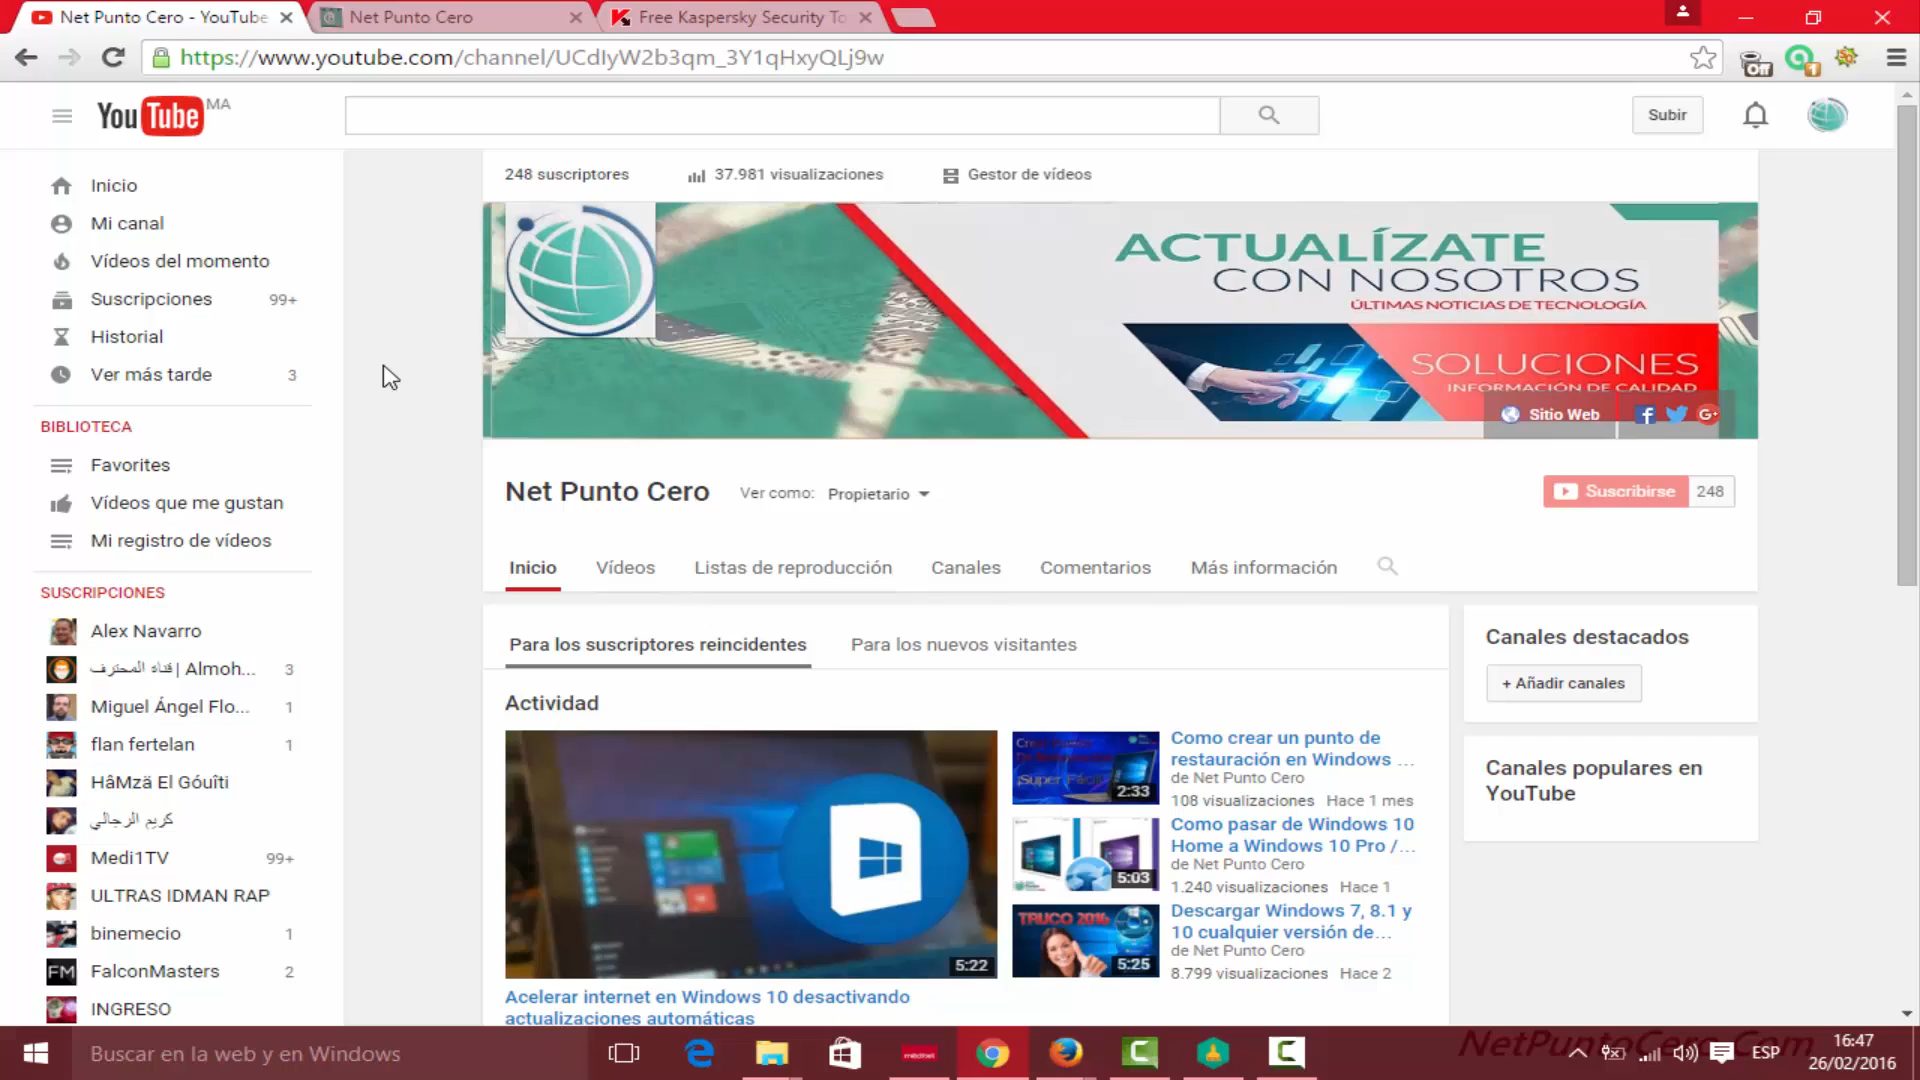 Net Punto Cero - YouTube
Net Punto Cero
Free Kaspersky Security To
https://www.youtube.com/channel/UCdIyW2b3qm_3Y1qHxyQLj9w
Off
1
YouTube MA
Subir
248 suscriptores
37.981 visualizaciones
Gestor de vídeos
Inicio
Mi canal
Vídeos del momento
Suscripciones 99+
Historial
Ver más tarde 3
BIBLIOTECA
Favorites
Vídeos que me gustan
Mi registro de vídeos
SUSCRIPCIONES
Alex Navarro
قناة المحترف | Almoh... 3
Miguel Ángel Flo... 1
flan fertelan 1
HâMzä El Góuîti
كريم الرجالي
Medi1TV 99+
ULTRAS IDMAN RAP
binemecio 1
FM FalconMasters 2
INGRESO
ACTUALÍZATE
CON NOSOTROS
ÚLTIMAS NOTICIAS DE TECNOLOGÍA
SOLUCIONES
INFORMACIÓN DE CALIDAD
Sitio Web
Net Punto Cero
Ver como: Propietario
Suscribirse 248
Inicio
Vídeos
Listas de reproducción
Canales
Comentarios
Más información
Para los suscriptores reincidentes
Para los nuevos visitantes
Actividad
5:22
Acelerar internet en Windows 10 desactivando
actualizaciones automáticas
¡Super Fácil!
2:33
Como crear un punto de
restauración en Windows ...
de Net Punto Cero
108 visualizaciones Hace 1 mes
5:03
Como pasar de Windows 10
Home a Windows 10 Pro /...
de Net Punto Cero
1.240 visualizaciones Hace 1
TRUCO 2016
5:25
Descargar Windows 7, 8.1 y
10 cualquier versión de...
de Net Punto Cero
8.799 visualizaciones Hace 2
Canales destacados
+ Añadir canales
Canales populares en
YouTube
Buscar en la web y en Windows
NetPuntoCero.Com
ESP
16:47
26/02/2016